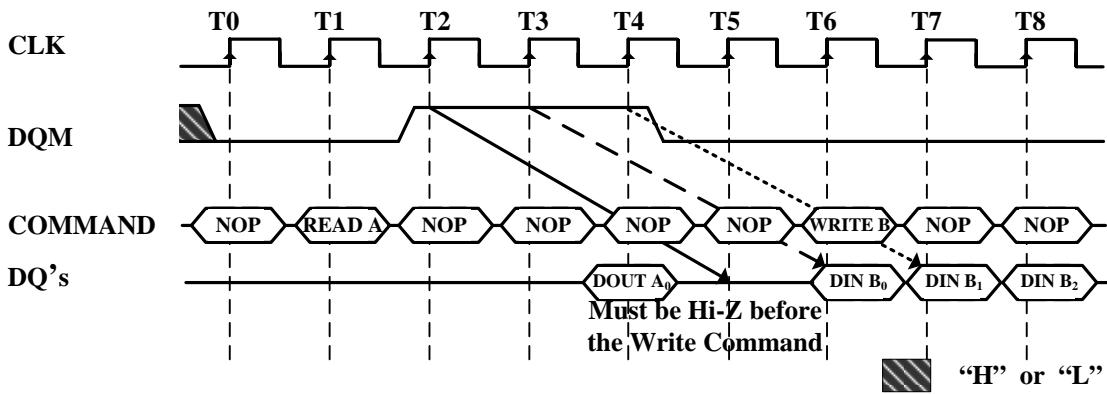 T0 T1 T2 T3 T4 T5 T6 T7 T8
CLK
DQM
COMMAND NOP READ A NOP NOP NOP NOP WRITE B NOP NOP
DQ's DOUT A0 DIN B0 DIN B1 DIN B2
Must be Hi-Z before
the Write Command
“H” or “L”